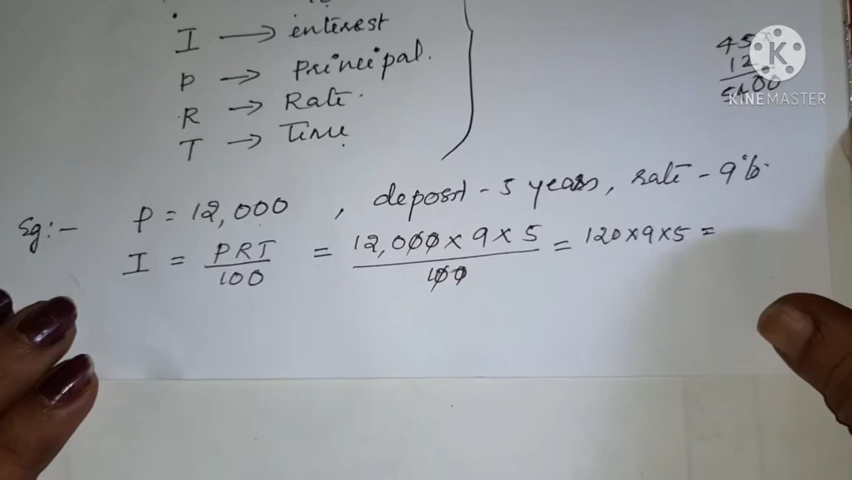 I → interest
P → Principal.
R → Rate.
T → Time
45
12
5400
KINEMASTER
Eg:- P = 12,000 , deposit - 5 years, rate - 9%.
I = PRT/100 = 12,000 x 9 x 5/100 = 120 x 9 x 5 =